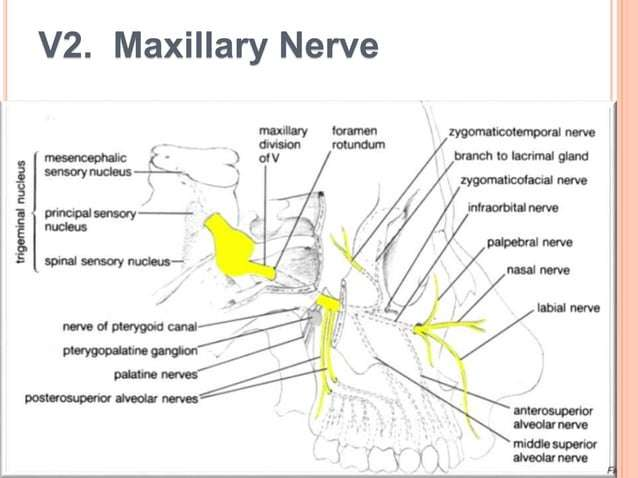 V2. Maxillary Nerve
maxillary
division
of V
foramen
rotundum
trigeminal nucleus
mesencephalic
sensory nucleus
principal sensory
nucleus
spinal sensory nucleus
nerve of pterygoid canal
pterygopalatine ganglion
palatine nerves
posterosuperior alveolar nerves
zygomaticotemporal nerve
branch to lacrimal gland
zygomaticofacial nerve
infraorbital nerve
palpebral nerve
nasal nerve
labial nerve
anterosuperior
alveolar nerve
middle superior
alveolar nerve